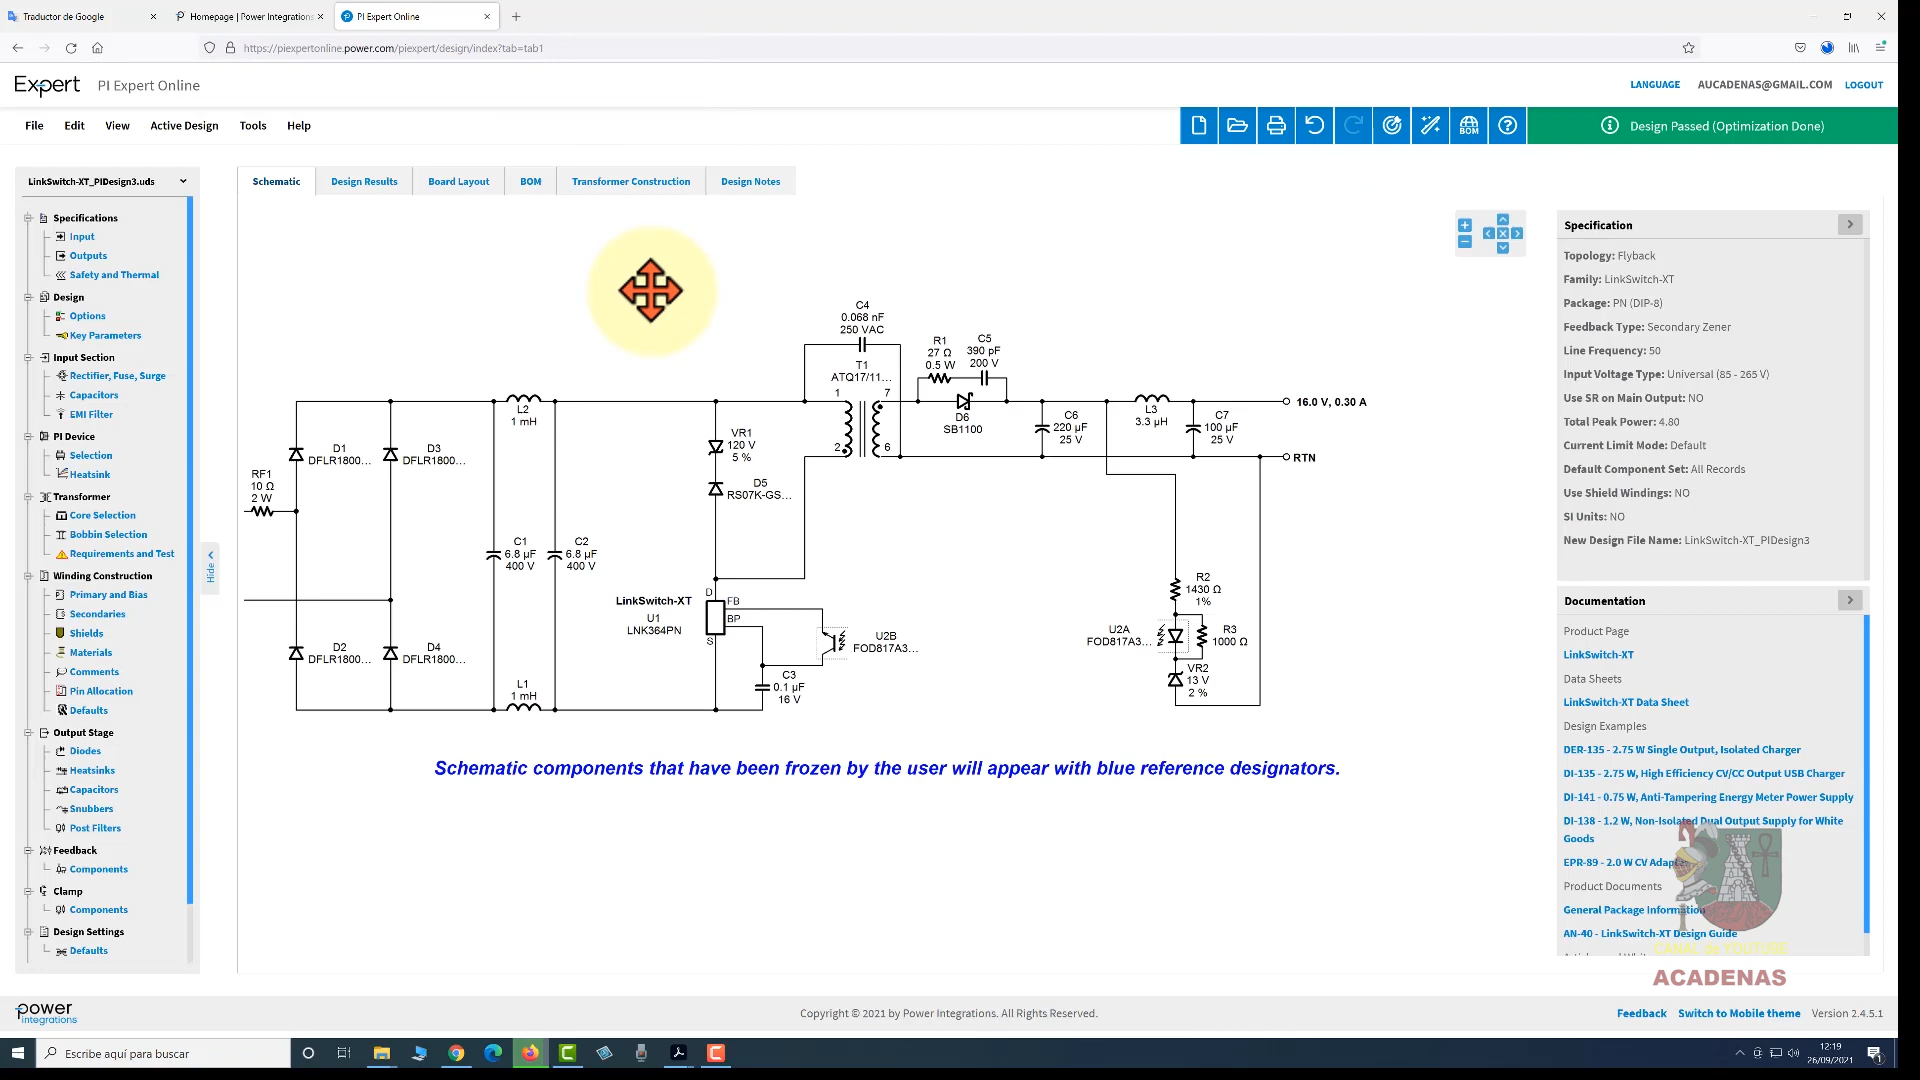 Traductor de Google
Homepage | Power Integrations
PI Expert Online
https://piexpertonline.power.com/piexpert/design/index?tab=tab1
Expert
PI Expert Online
LANGUAGE
AUCADENAS@GMAIL.COM
LOGOUT
File
Edit
View
Active Design
Tools
Help
BOM
Design Passed (Optimization Done)
LinkSwitch-XT_PIDesign3.uds
Specifications
Input
Outputs
Safety and Thermal
Design
Options
Key Parameters
Input Section
Rectifier, Fuse, Surge
Capacitors
EMI Filter
PI Device
Selection
Heatsink
Transformer
Core Selection
Bobbin Selection
Requirements and Test
Winding Construction
Primary and Bias
Secondaries
Shields
Materials
Comments
Pin Allocation
Defaults
Output Stage
Diodes
Heatsinks
Capacitors
Snubbers
Post Filters
Feedback
Components
Clamp
Components
Design Settings
Defaults
Hide
Schematic
Design Results
Board Layout
BOM
Transformer Construction
Design Notes
C4
0.068 nF
250 VAC
T1
ATQ17/11...
1
2
7
6
R1
27 Ω
0.5 W
C5
390 pF
200 V
D6
SB1100
C6
220 µF
25 V
L3
3.3 µH
C7
100 µF
25 V
16.0 V, 0.30 A
RTN
L2
1 mH
D1
DFLR1800...
D3
DFLR1800...
RF1
10 Ω
2 W
VR1
120 V
5 %
D5
RS07K-GS...
C1
6.8 µF
400 V
C2
6.8 µF
400 V
LinkSwitch-XT
U1
LNK364PN
D
FB
BP
S
U2B
FOD817A3...
C3
0.1 µF
16 V
D2
DFLR1800...
D4
DFLR1800...
L1
1 mH
R2
1430 Ω
1%
U2A
FOD817A3...
R3
1000 Ω
VR2
13 V
2 %
Schematic components that have been frozen by the user will appear with blue reference designators.
Specification
Topology: Flyback
Family: LinkSwitch-XT
Package: PN (DIP-8)
Feedback Type: Secondary Zener
Line Frequency: 50
Input Voltage Type: Universal (85 - 265 V)
Use SR on Main Output: NO
Total Peak Power: 4.80
Current Limit Mode: Default
Default Component Set: All Records
Use Shield Windings: NO
SI Units: NO
New Design File Name: LinkSwitch-XT_PIDesign3
Documentation
Product Page
LinkSwitch-XT
Data Sheets
LinkSwitch-XT Data Sheet
Design Examples
DER-135 - 2.75 W Single Output, Isolated Charger
DI-135 - 2.75 W, High Efficiency CV/CC Output USB Charger
DI-141 - 0.75 W, Anti-Tampering Energy Meter Power Supply
DI-138 - 1.2 W, Non-Isolated Dual Output Supply for White
Goods
EPR-89 - 2.0 W CV
Product Documents
General Package Information
AN-40 - LinkSwitch-XT Design Guide
CANAL de YOUTUBE
ACADENAS
power
integrations
Copyright © 2021 by Power Integrations. All Rights Reserved.
Feedback
Switch to Mobile theme
Version 2.4.5.1
Escribe aquí para buscar
12:19
26/09/2021
1